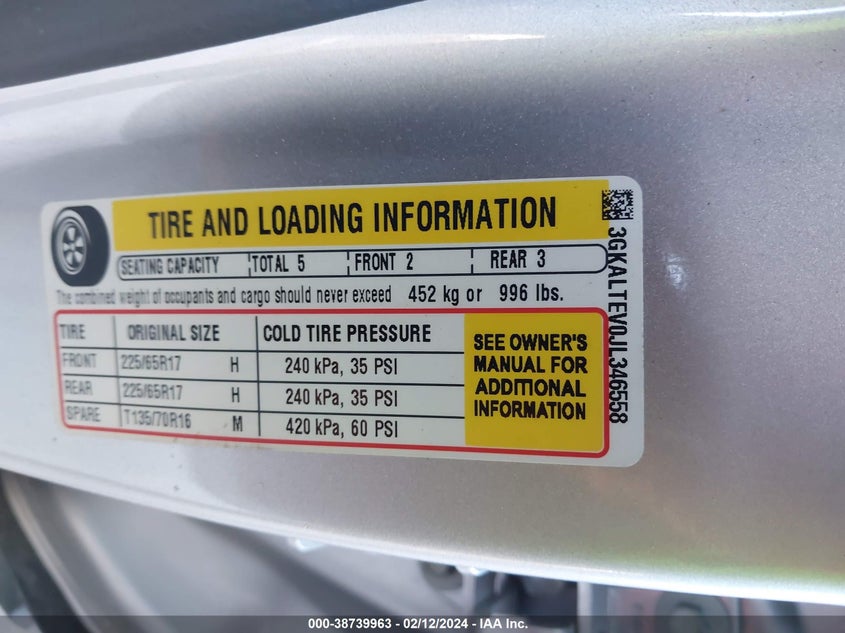 TIRE AND LOADING INFORMATION
SEATING CAPACITY TOTAL 5 FRONT 2 REAR 3
The combined weight of occupants and cargo should never exceed 452 kg or 996 lbs.
TIRE ORIGINAL SIZE COLD TIRE PRESSURE
FRONT 225/65R17 H 240 kPa, 35 PSI
REAR 225/65R17 H 240 kPa, 35 PSI
SPARE T135/70R16 M 420 kPa, 60 PSI
SEE OWNER'S
MANUAL FOR
ADDITIONAL
INFORMATION
3GKALTEV0JL346558
000-38739963 - 02/12/2024 - IAA Inc.